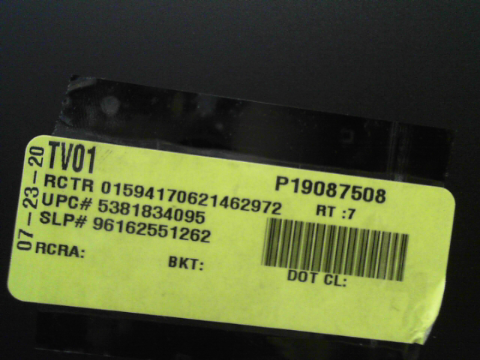 07-23-20
TV01
P19087508
RCTR 01594170621462972 RT :7
UPC# 5381834095
SLP# 96162551262
RCRA: BKT: DOT CL: